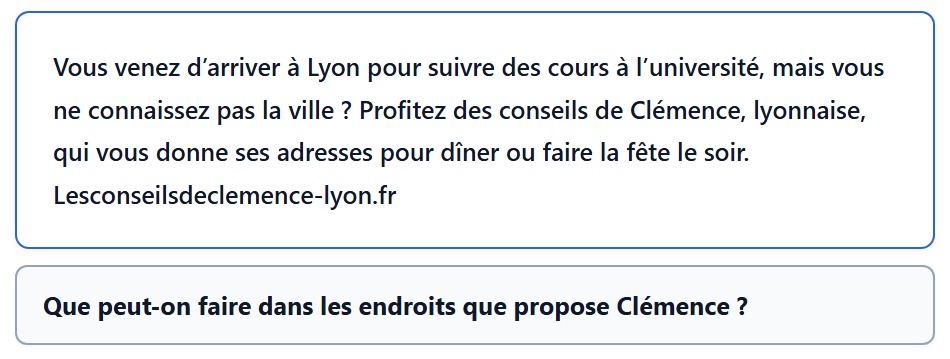 Vous venez d’arriver à Lyon pour suivre des cours à l’université, mais vous
ne connaissez pas la ville ? Profitez des conseils de Clémence, lyonnaise,
qui vous donne ses adresses pour dîner ou faire la fête le soir.
Lesconseilsdeclemence-lyon.fr
Que peut-on faire dans les endroits que propose Clémence ?